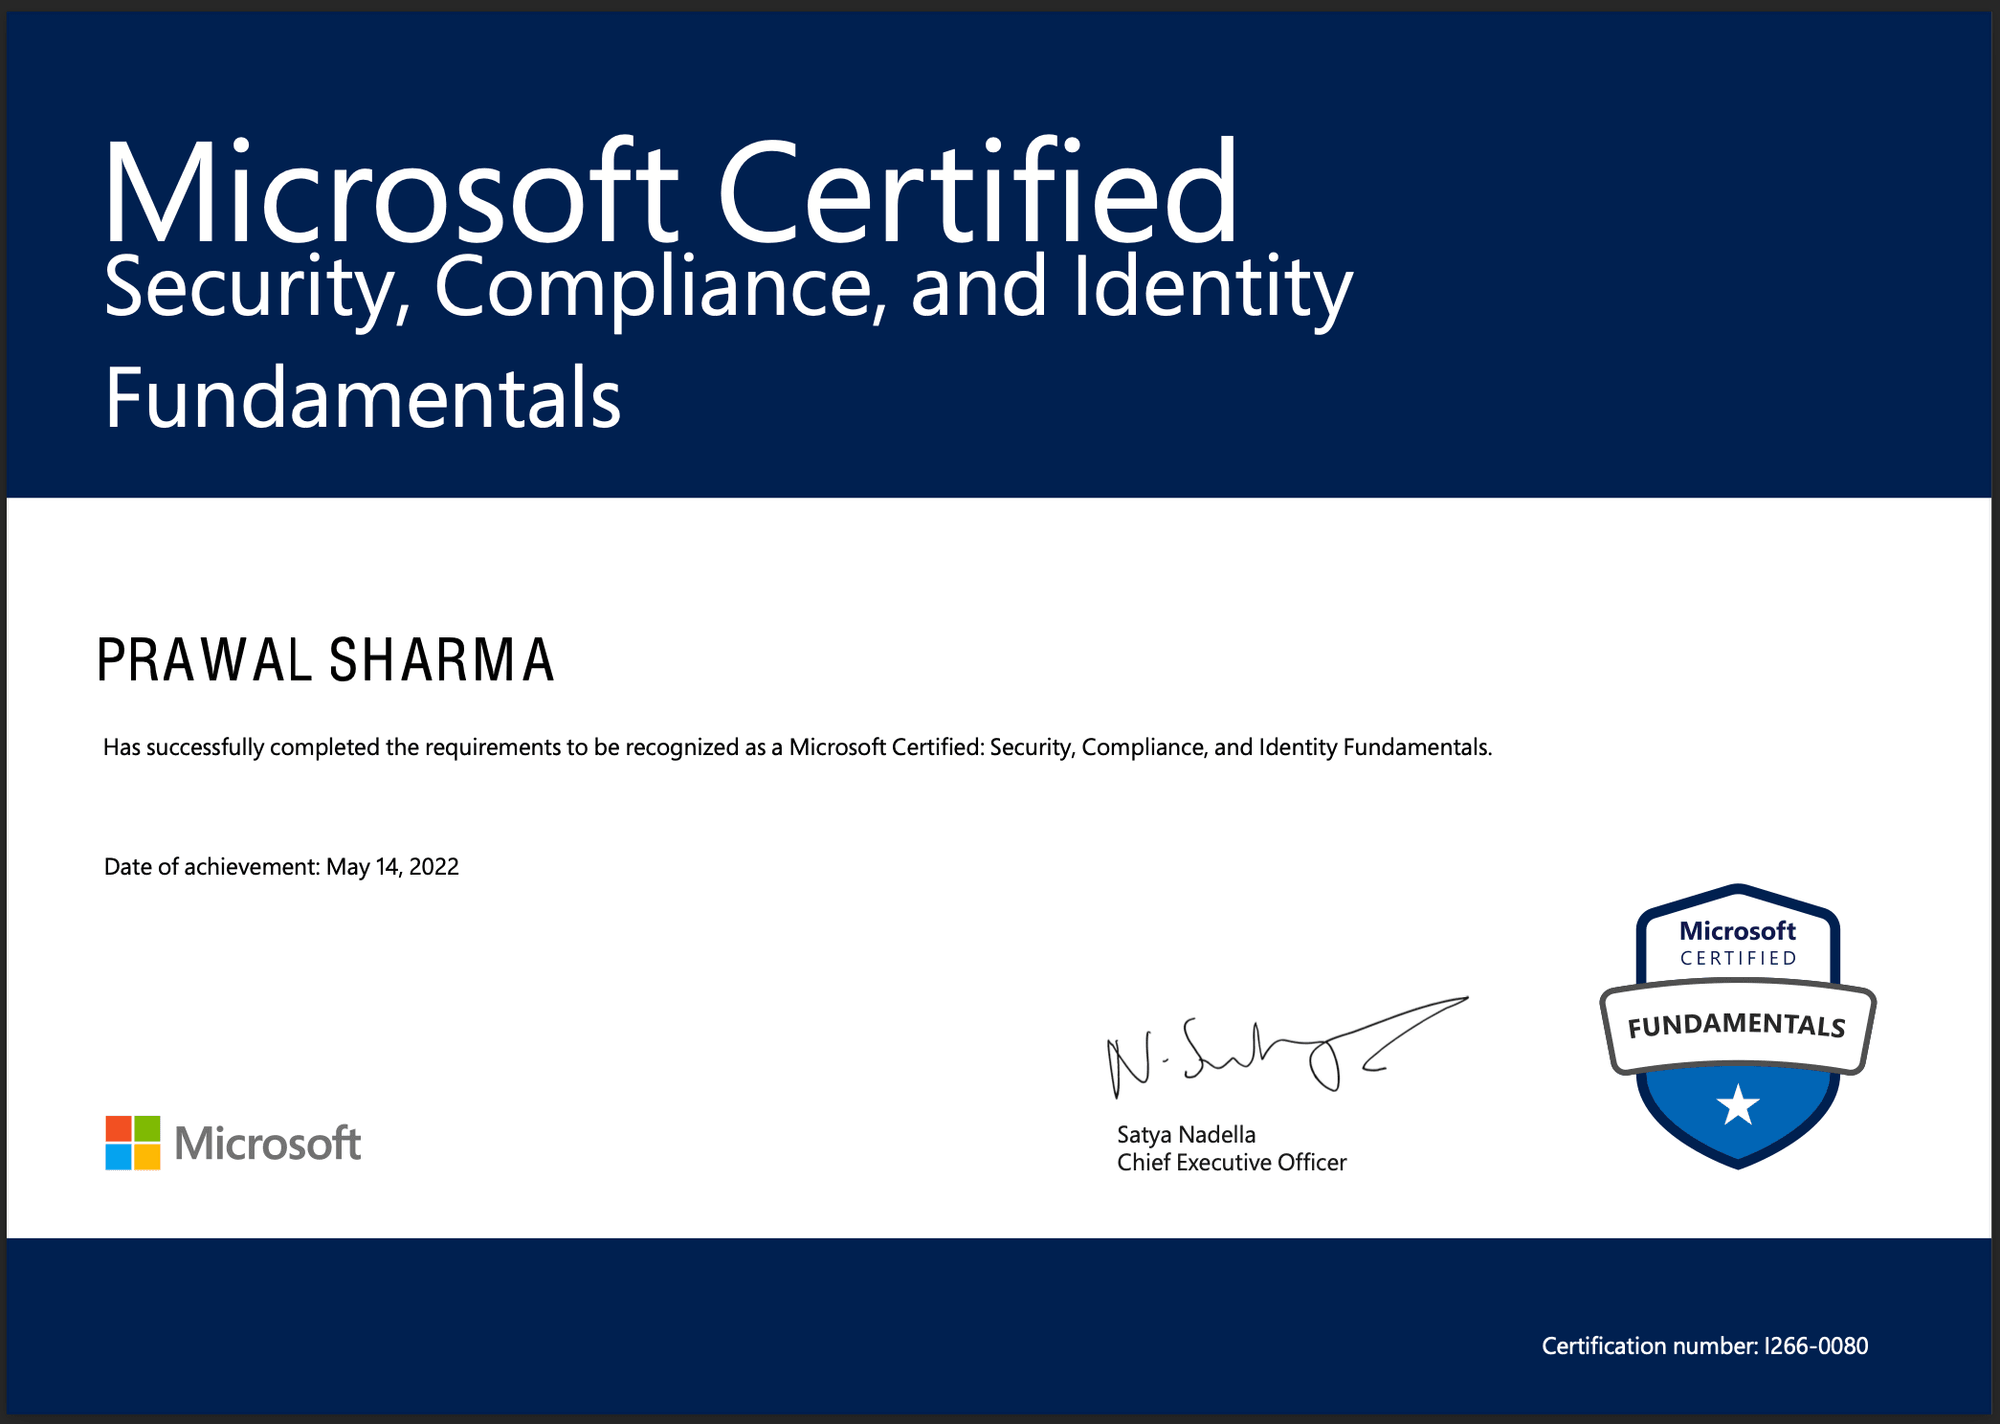 Microsoft Certified
Security, Compliance, and Identity
Fundamentals
PRAWAL SHARMA
Has successfully completed the requirements to be recognized as a Microsoft Certified: Security, Compliance, and Identity Fundamentals.
Date of achievement: May 14, 2022
Microsoft
CERTIFIED
FUNDAMENTALS
Satya Nadella
Chief Executive Officer
Microsoft
Certification number: I266-0080